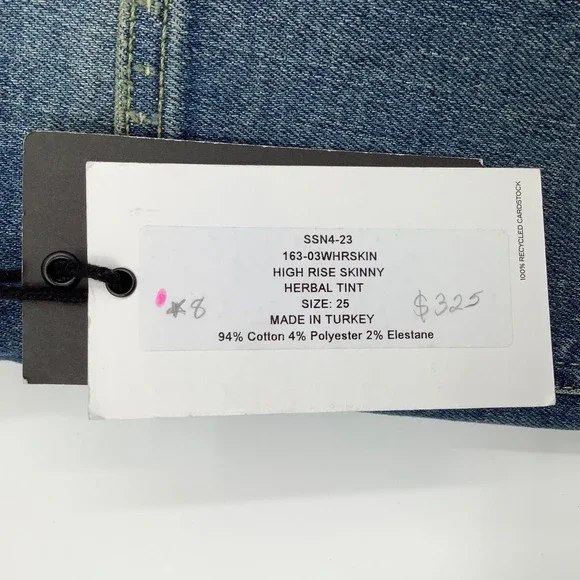 SSN4-23
163-03WHRSKIN
HIGH RISE SKINNY
HERBAL TINT
SIZE: 25
MADE IN TURKEY
94% Cotton 4% Polyester 2% Elestane
*8
$325
100% RECYCLED CARDSTOCK